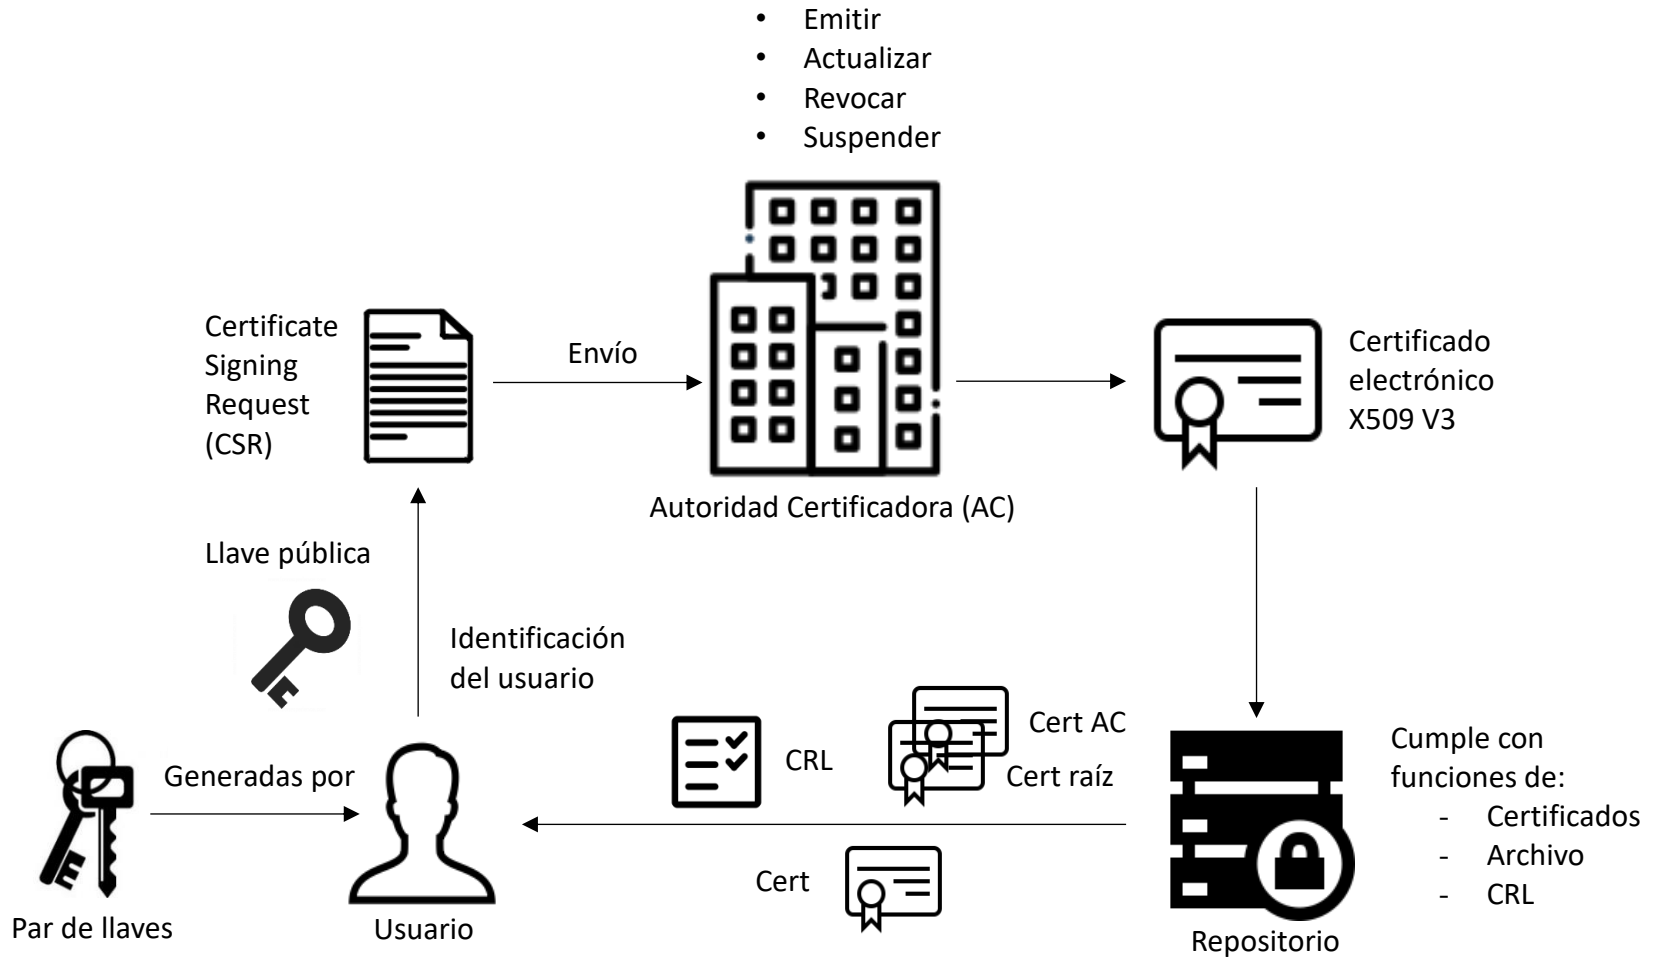 • Emitir
• Actualizar
• Revocar
• Suspender
Certificate
Signing
Request
(CSR)
Envío
Certificado
electrónico
X509 V3
Autoridad Certificadora (AC)
Llave pública
Identificación
del usuario
Generadas por
CRL
Cert AC
Cert raíz
Cumple con
funciones de:
- Certificados
- Archivo
- CRL
Cert
Par de llaves
Usuario
Repositorio